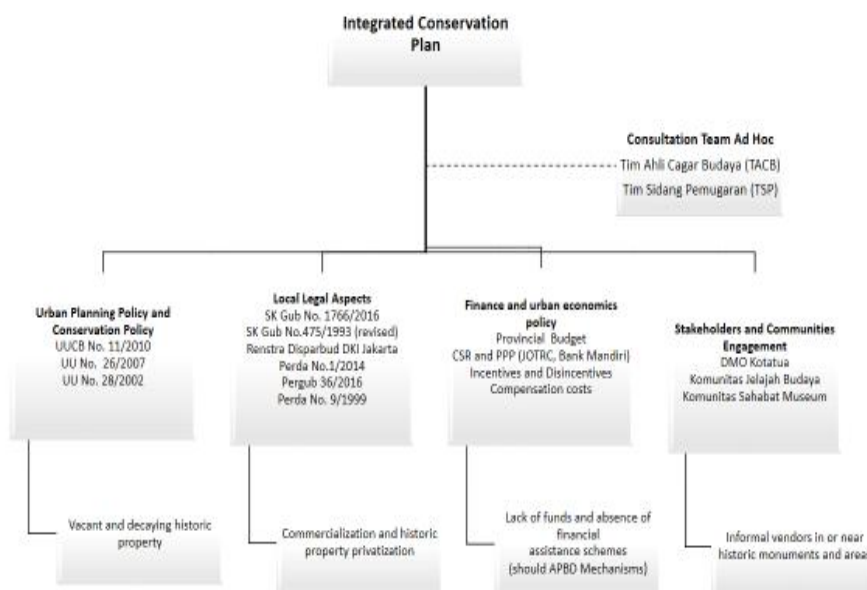 Integrated Conservation
Plan
Consultation Team Ad Hoc
Tim Ahli Cagar Budaya (TACB)
Tim Sidang Pemugaran (TSP)
Urban Planning Policy and
Conservation Policy
UUCB No. 11/2010
UU No. 26/2007
UU No. 28/2002
Local Legal Aspects
SK Gub No. 1766/2016
SK Gub No.475/1993 (revised)
Renstra Disparbud DKI Jakarta
Perda No.1/2014
Pergub 36/2016
Perda No. 9/1999
Finance and urban economics
policy
Provincial Budget
CSR and PPP (JOTRC, Bank Mandiri)
Incentives and Disincentives
Compensation costs
Stakeholders and Communities
Engagement
DMO Kotatua
Komunitas Jelajah Budaya
Komunitas Sahabat Museum
Vacant and decaying historic
property
Commercialization and historic
property privatization
Lack of funds and absence of
financial
assistance schemes
(should APBD Mechanisms)
Informal vendors in or near
historic monuments and areas